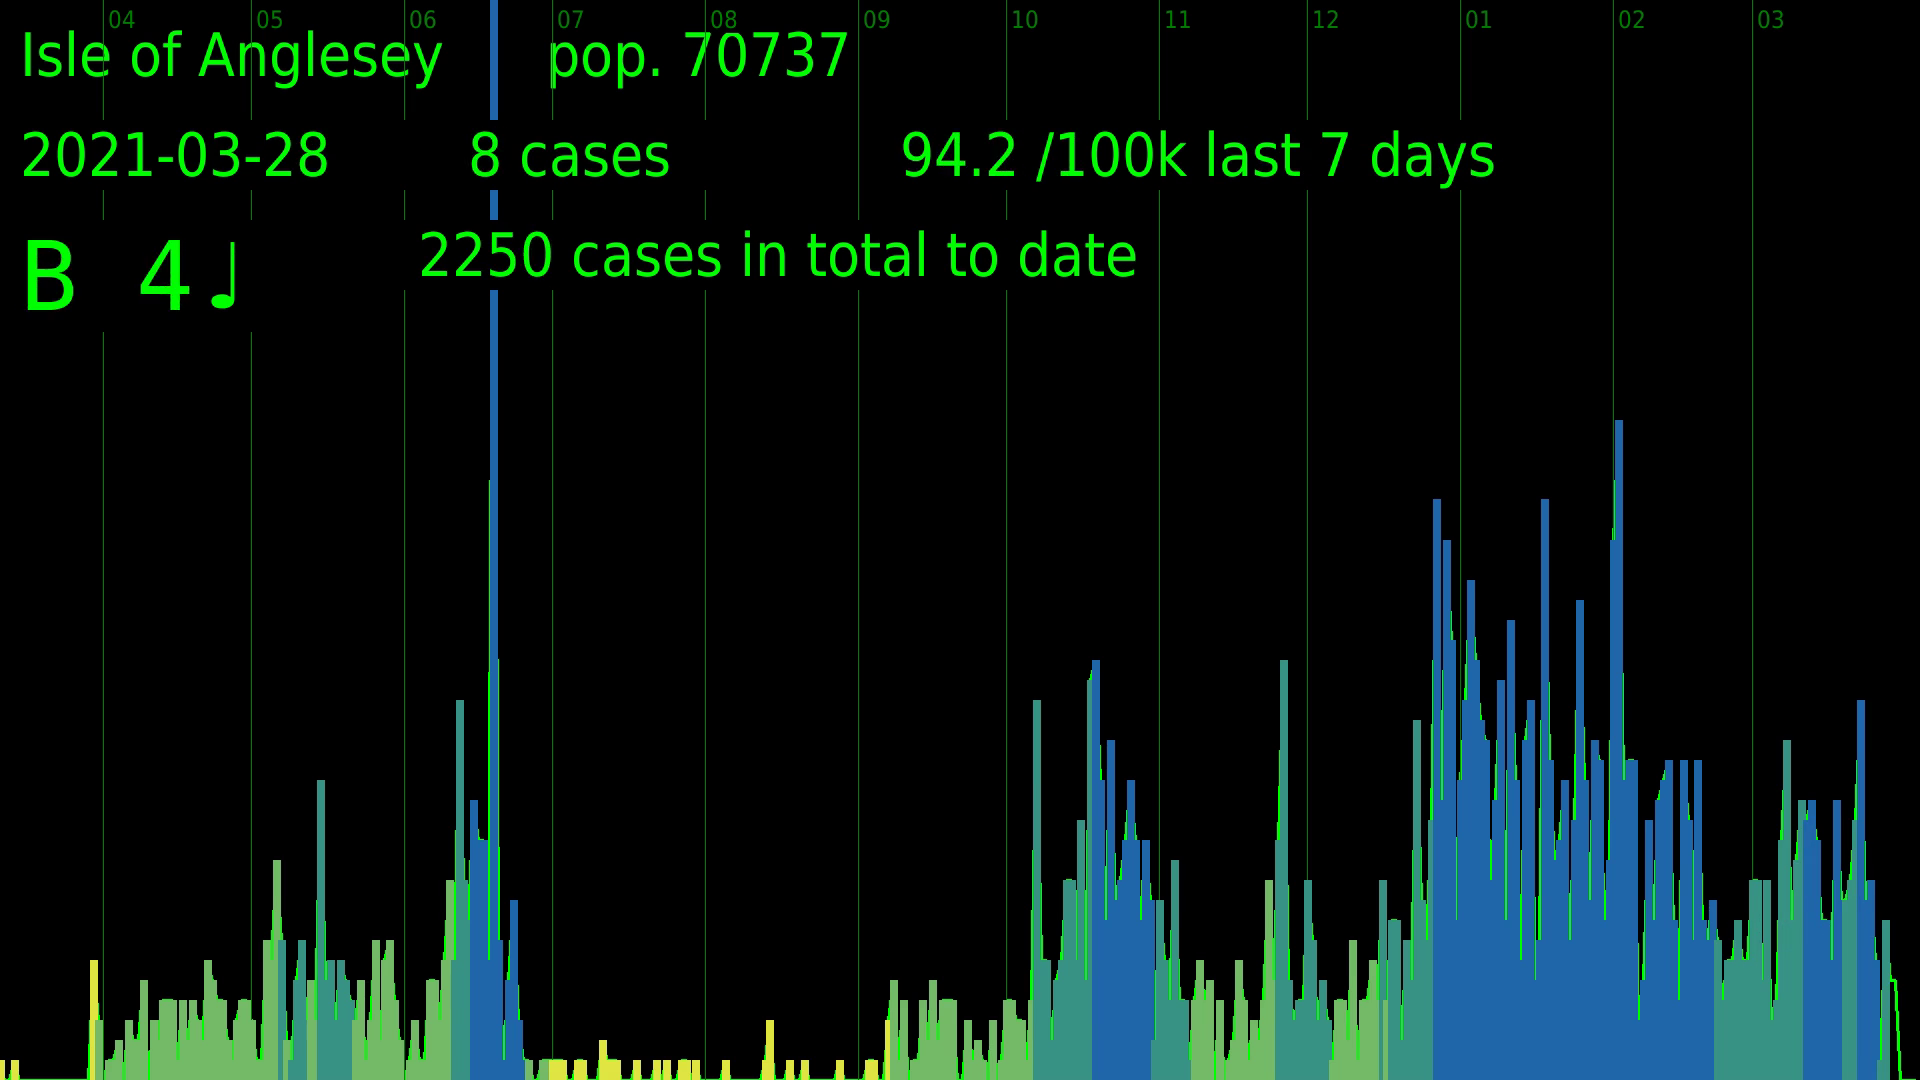 04 05 06 07 08 09 10 11 12 01 02 03
Isle of Anglesey pop. 70737
2021-03-28 8 cases 94.2 /100k last 7 days
B 4♩ 2250 cases in total to date